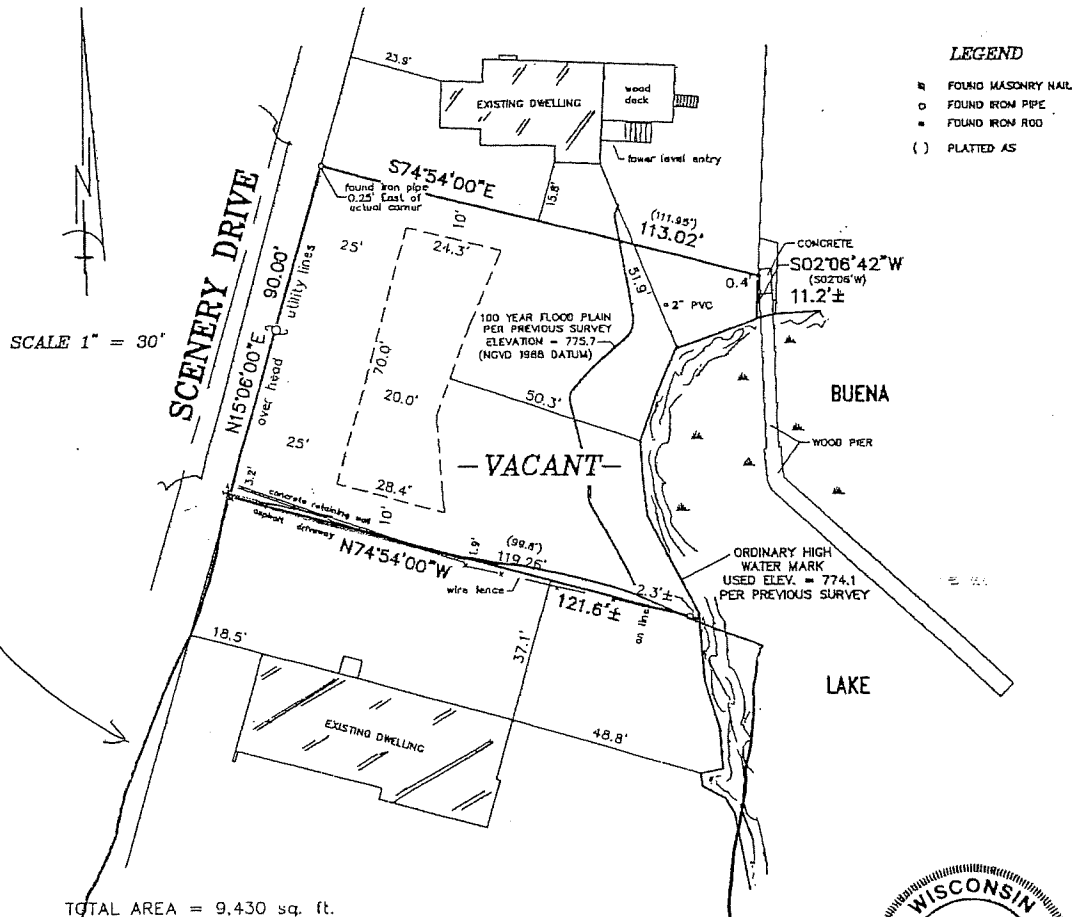 LEGEND
FOUND MASONRY NAIL
FOUND IRON PIPE
FOUND IRON ROD
( ) PLATTED AS
23.9'
EXISTING DWELLING
wood
deck
lower level entry
N
SCALE 1" = 30'
SCENERY DRIVE
N15°06'00"E 90.00'
over head utility lines
found iron pipe
0.25' East of
actual corner
S74°54'00"E
15.8'
(111.95')
113.02'
CONCRETE
S02°06'42"W
(S02°06'W)
11.2'±
0.4'
2" PVC
51.9
25'
10'
24.3'
100 YEAR FLOOD PLAIN
PER PREVIOUS SURVEY
ELEVATION = 775.7
(NGVD 1988 DATUM)
70.0'
20.0'
50.3'
BUENA
WOOD PIER
25'
-VACANT-
28.4'
10'
3.2'
concrete retaining wall
asphalt driveway
N74°54'00"W
1.9'
(99.8')
119.26'
wire fence
121.6'±
on line
2.3'±
ORDINARY HIGH
WATER MARK
USED ELEV. = 774.1
PER PREVIOUS SURVEY
18.5'
37.1'
LAKE
EXISTING DWELLING
48.8'
TOTAL AREA = 9,430 sq. ft.
WISCONSIN